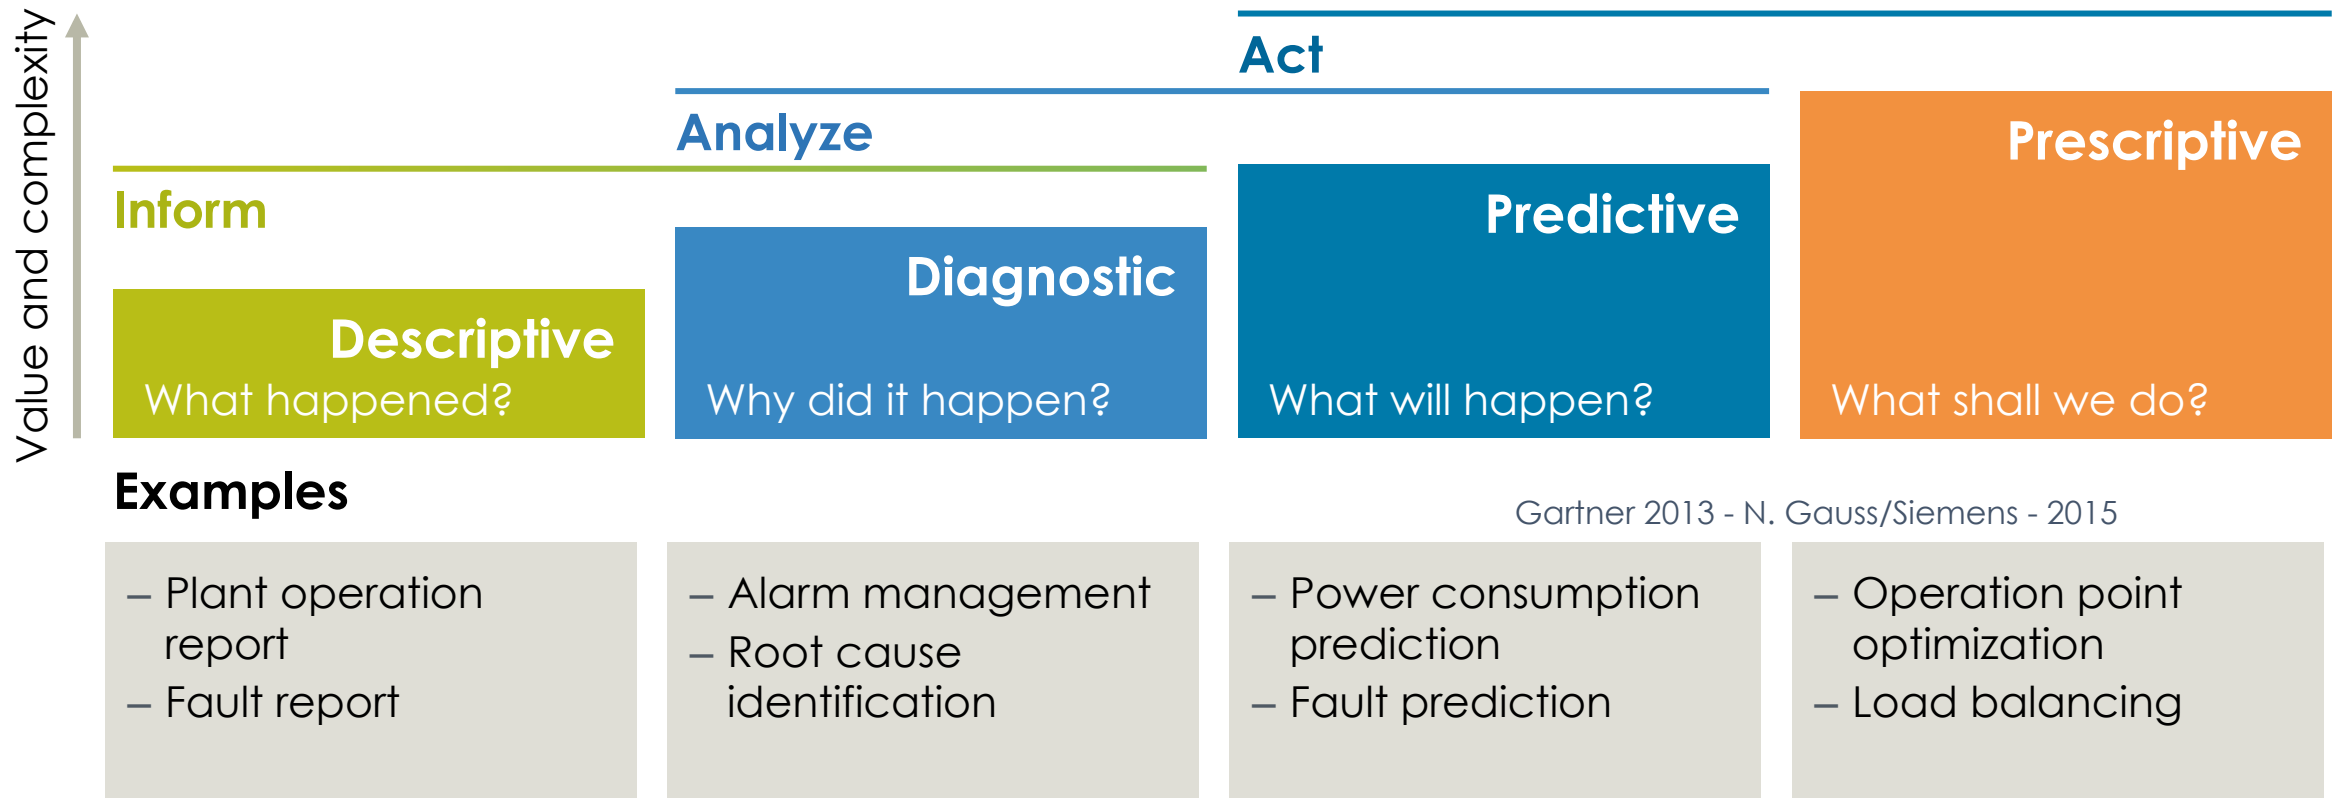 Value and complexity
Act
Analyze
Inform
Prescriptive
Predictive
Diagnostic
Descriptive
What happened?
Why did it happen?
What will happen?
What shall we do?
Examples
Gartner 2013 - N. Gauss/Siemens - 2015
– Plant operation
report
– Fault report
– Alarm management
– Root cause
identification
– Power consumption
prediction
– Fault prediction
– Operation point
optimization
– Load balancing